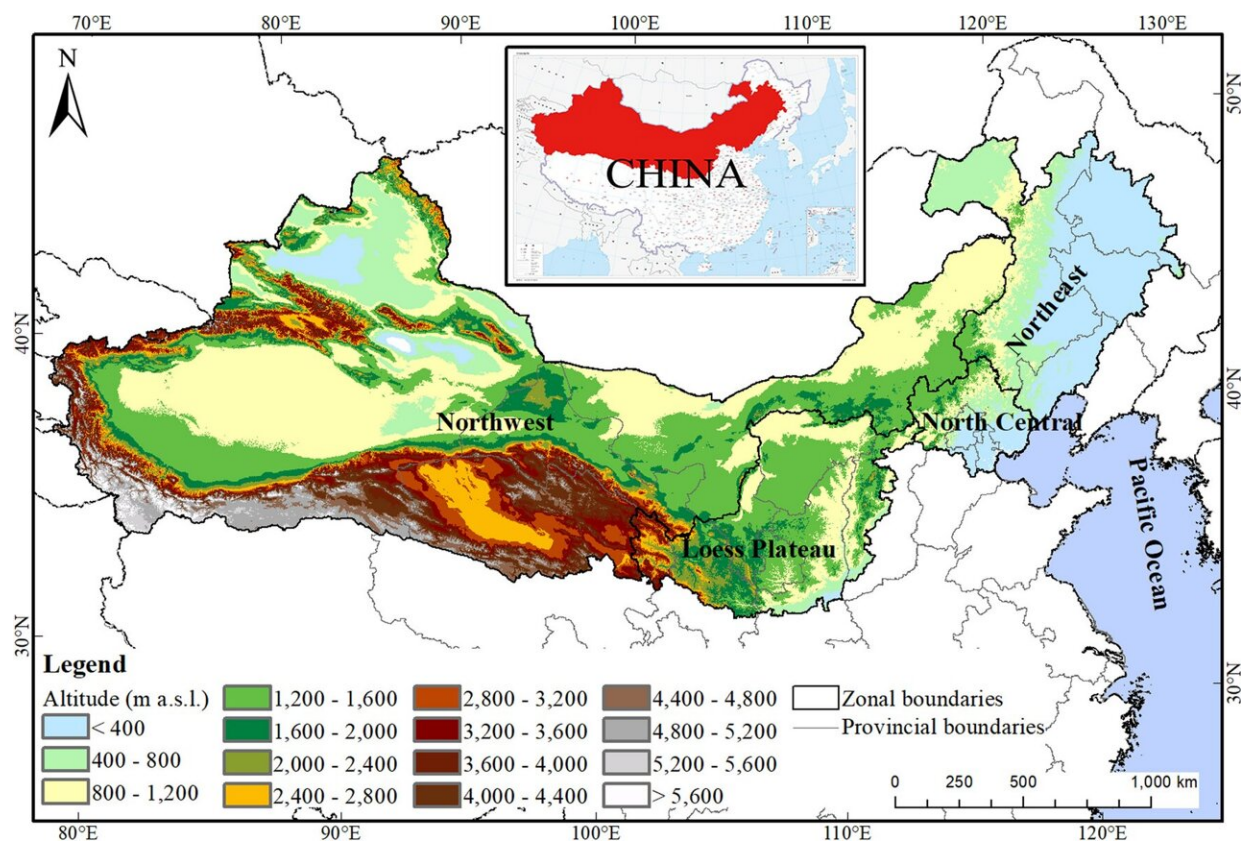 70°E 80°E 90°E 100°E 110°E 120°E 130°E
N
CHINA
50°N
50°N
40°N
40°N
30°N
30°N
Northeast
Northwest
North Central
Loess Plateau
Pacific Ocean
Legend
Altitude (m a.s.l.)
< 400
400 - 800
800 - 1,200
1,200 - 1,600
1,600 - 2,000
2,000 - 2,400
2,400 - 2,800
2,800 - 3,200
3,200 - 3,600
3,600 - 4,000
4,000 - 4,400
4,400 - 4,800
4,800 - 5,200
5,200 - 5,600
> 5,600
Zonal boundaries
Provincial boundaries
0 250 500 1,000 km
80°E 90°E 100°E 110°E 120°E